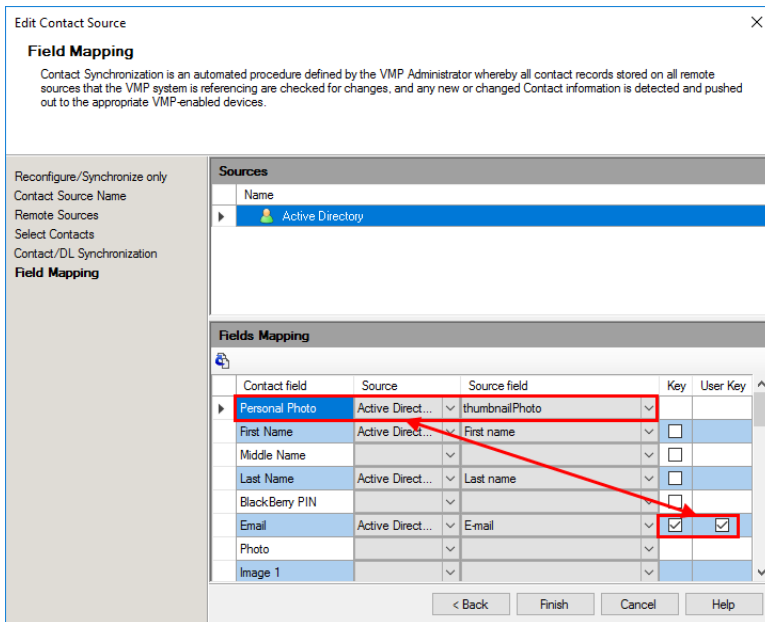 Edit Contact Source
Field Mapping
Contact Synchronization is an automated procedure defined by the VMP Administrator whereby all contact records stored on all remote
sources that the VMP system is referencing are checked for changes, and any new or changed Contact information is detected and pushed
out to the appropriate VMP-enabled devices.
Reconfigure/Synchronize only
Contact Source Name
Remote Sources
Select Contacts
Contact/DL Synchronization
Field Mapping
Sources
Name
Active Directory
Fields Mapping
Contact field Source Source field Key User Key
Personal Photo Active Direct... thumbnailPhoto
First Name Active Direct... First name
Middle Name
Last Name Active Direct... Last name
BlackBerry PIN
Email Active Direct... E-mail
Photo
Image 1
< Back Finish Cancel Help